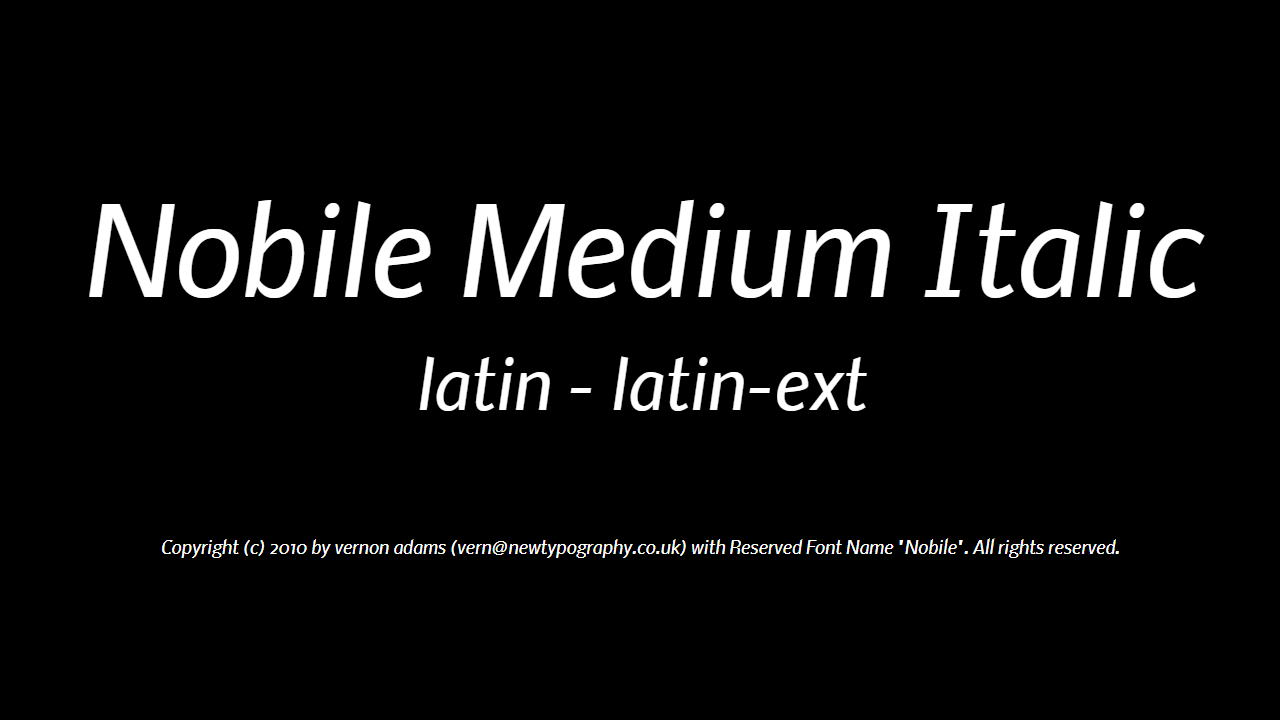 Nobile Medium Italic
latin - latin-ext
Copyright (c) 2010 by vernon adams (vern@newtypography.co.uk) with Reserved Font Name "Nobile". All rights reserved.